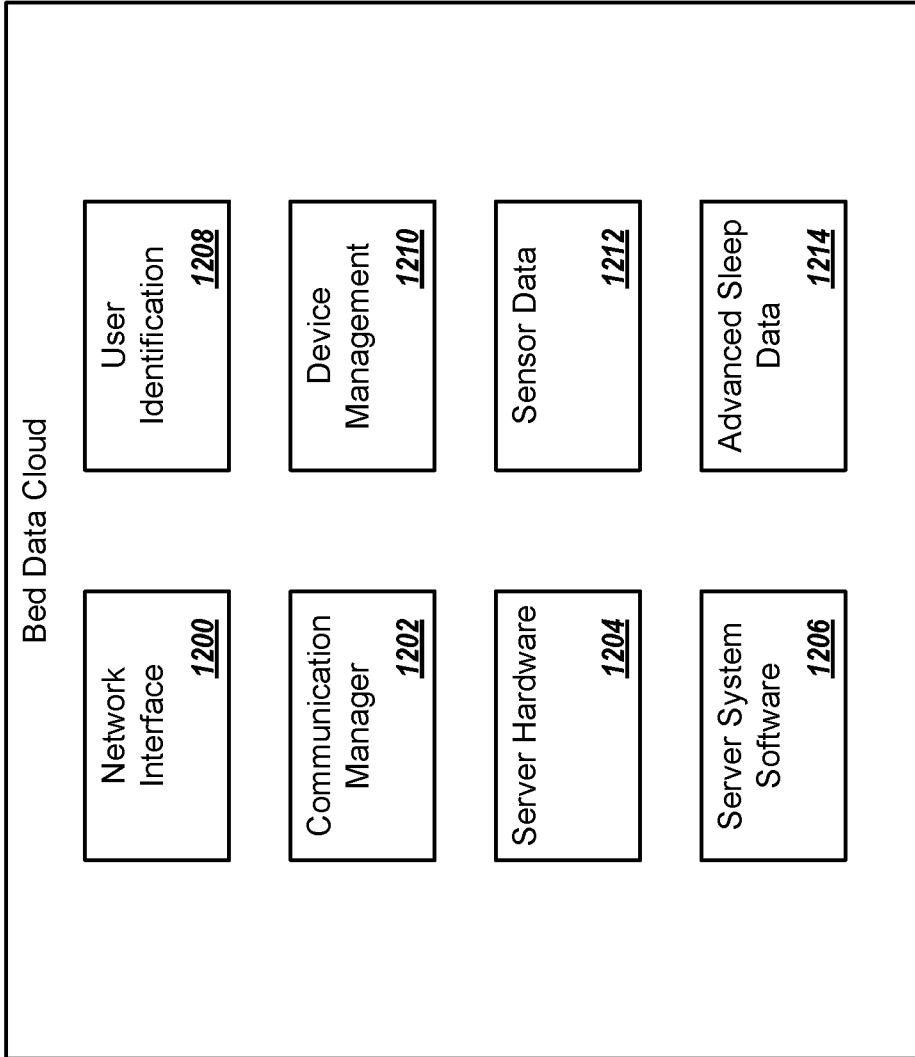 Bed Data Cloud
Network
Interface
1200
User
Identification
1208
Communication
Manager
1202
Device
Management
1210
Server Hardware
1204
Sensor Data
1212
Server System
Software
1206
Advanced Sleep
Data
1214